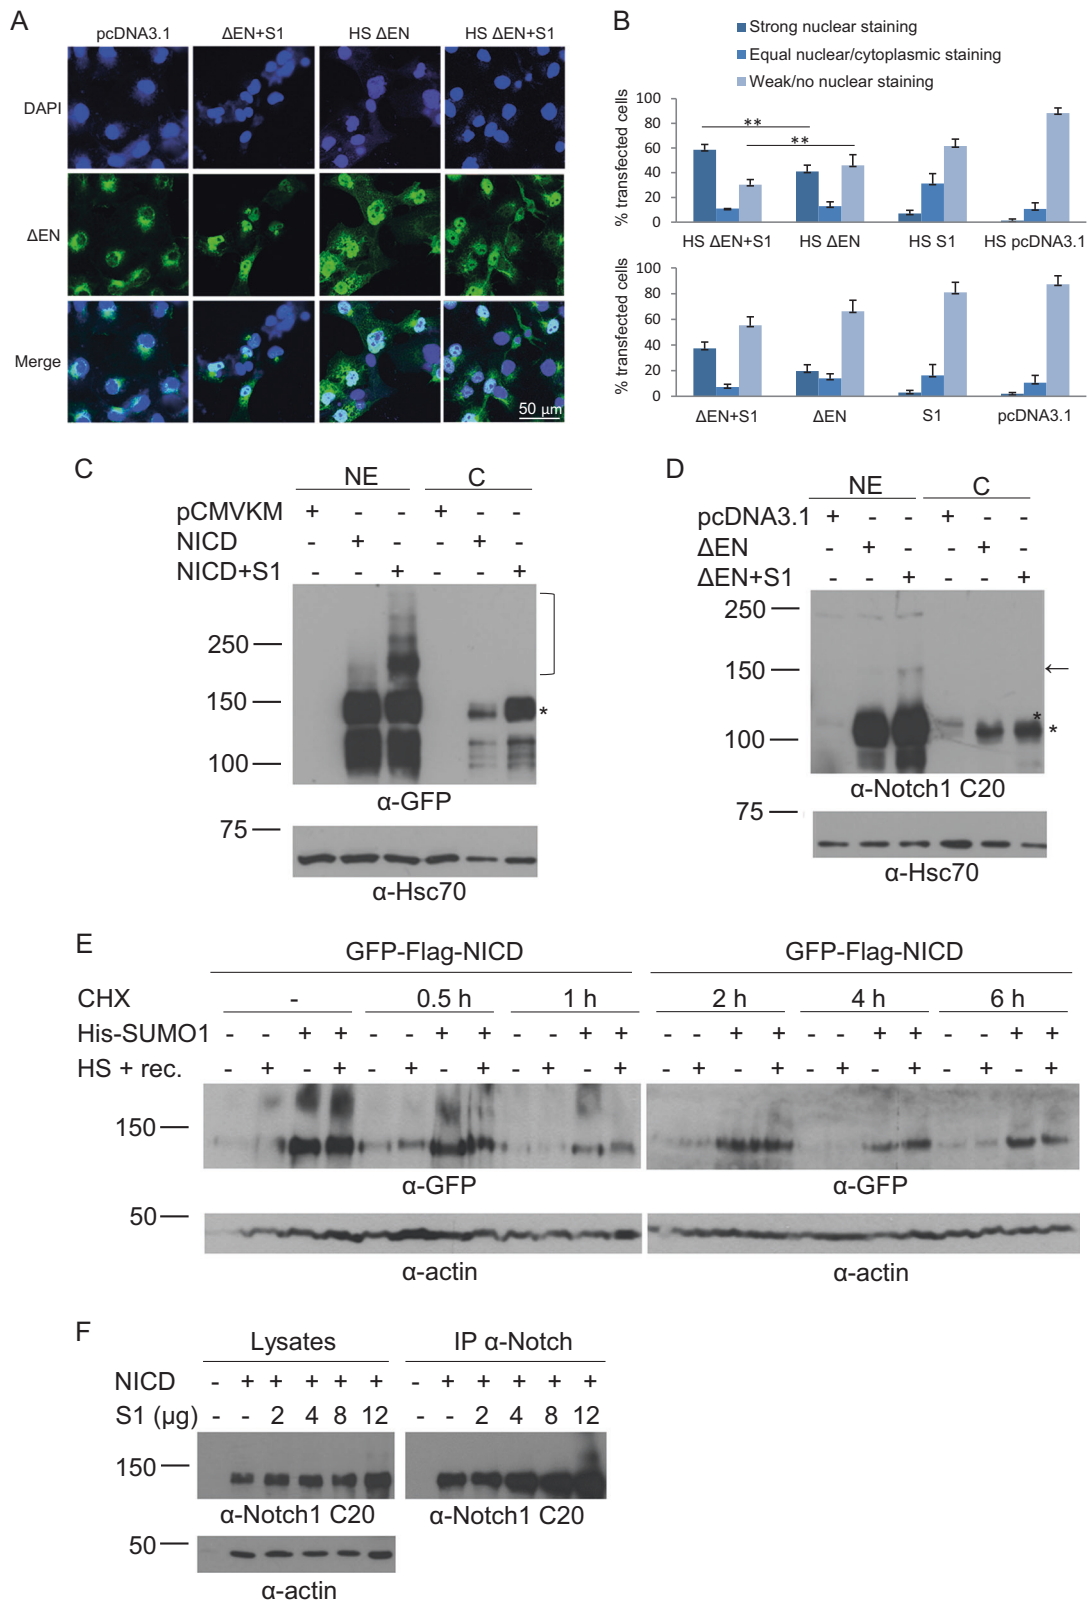 A
pcDNA3.1 ΔEN+S1 HS ΔEN HS ΔEN+S1
DAPI
ΔEN
Merge
50 µm
B
Strong nuclear staining
Equal nuclear/cytoplasmic staining
Weak/no nuclear staining
% transfected cells
100
80
60
40
20
0
** 
**
HS ΔEN+S1 HS ΔEN HS S1 HS pcDNA3.1
% transfected cells
100
80
60
40
20
0
ΔEN+S1 ΔEN S1 pcDNA3.1
C
NE C
pCMVKM + - - + - -
NICD - + - - + -
NICD+S1 - - + - - +
250
150
100
*
α-GFP
75
α-Hsc70
D
NE C
pcDNA3.1 + - - + - -
ΔEN - + - - + -
ΔEN+S1 - - + - - +
250
150 ←
100
* *
α-Notch1 C20
75
α-Hsc70
E
GFP-Flag-NICD GFP-Flag-NICD
CHX - 0.5 h 1 h 2 h 4 h 6 h
His-SUMO1 - - + + - - + + - - + + - - + + - - + + - - + +
HS + rec. - + - + - + - + - + - + - + - + - + - + - + - +
150
α-GFP α-GFP
50
α-actin α-actin
F
Lysates IP α-Notch
NICD - + + + + + - + + + + +
S1 (µg) - - 2 4 8 12 - - 2 4 8 12
150
α-Notch1 C20 α-Notch1 C20
50
α-actin